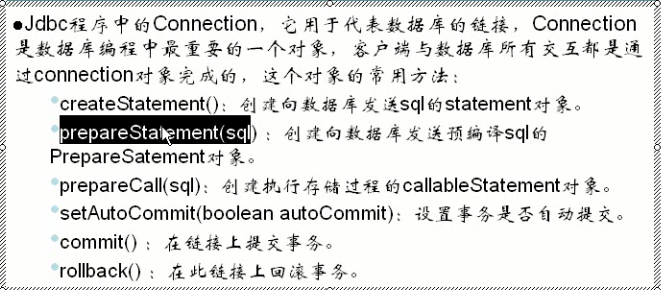 ●Jdbc程序中的Connection，它用于代表数据库的链接，Connection
是数据库编程中最重要的一个对象，客户端与数据库所有交互都是通
过connection对象完成的，这个对象的常用方法：
•createStatement()：创建向数据库发送sql的statement对象。
•prepareStatement(sql)：创建向数据库发送预编译sql的
PrepareSatement对象。
•prepareCall(sql)：创建执行存储过程的callableStatement对象。
•setAutoCommit(boolean autoCommit)：设置事务是否自动提交。
•commit()：在链接上提交事务。
•rollback()：在此链接上回滚事务。